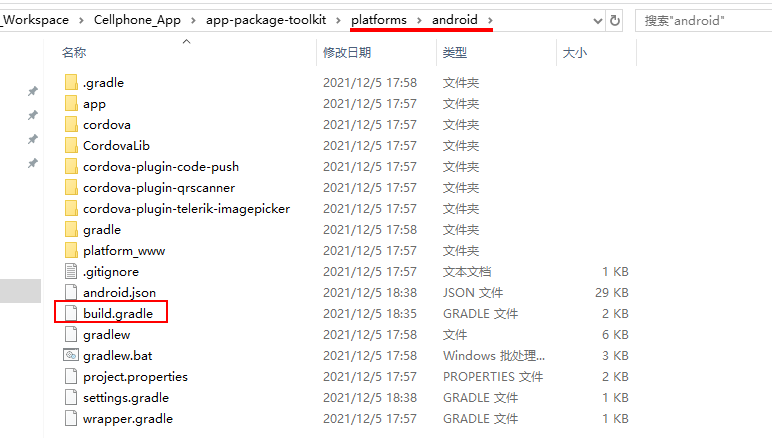 _Workspace > Cellphone_App > app-package-toolkit > platforms > android >
搜索"android"
名称 修改日期 类型 大小
.gradle 2021/12/5 17:58 文件夹
app 2021/12/5 17:57 文件夹
cordova 2021/12/5 17:57 文件夹
CordovaLib 2021/12/5 17:57 文件夹
cordova-plugin-code-push 2021/12/5 17:57 文件夹
cordova-plugin-qrscanner 2021/12/5 17:57 文件夹
cordova-plugin-telerik-imagepicker 2021/12/5 17:57 文件夹
gradle 2021/12/5 17:58 文件夹
platform_www 2021/12/5 17:57 文件夹
.gitignore 2021/12/5 17:57 文本文档 1 KB
android.json 2021/12/5 18:38 JSON 文件 29 KB
build.gradle 2021/12/5 18:35 GRADLE 文件 2 KB
gradlew 2021/12/5 17:58 文件 6 KB
gradlew.bat 2021/12/5 17:58 Windows 批处理... 3 KB
project.properties 2021/12/5 17:57 PROPERTIES 文件 2 KB
settings.gradle 2021/12/5 18:38 GRADLE 文件 1 KB
wrapper.gradle 2021/12/5 17:57 GRADLE 文件 1 KB